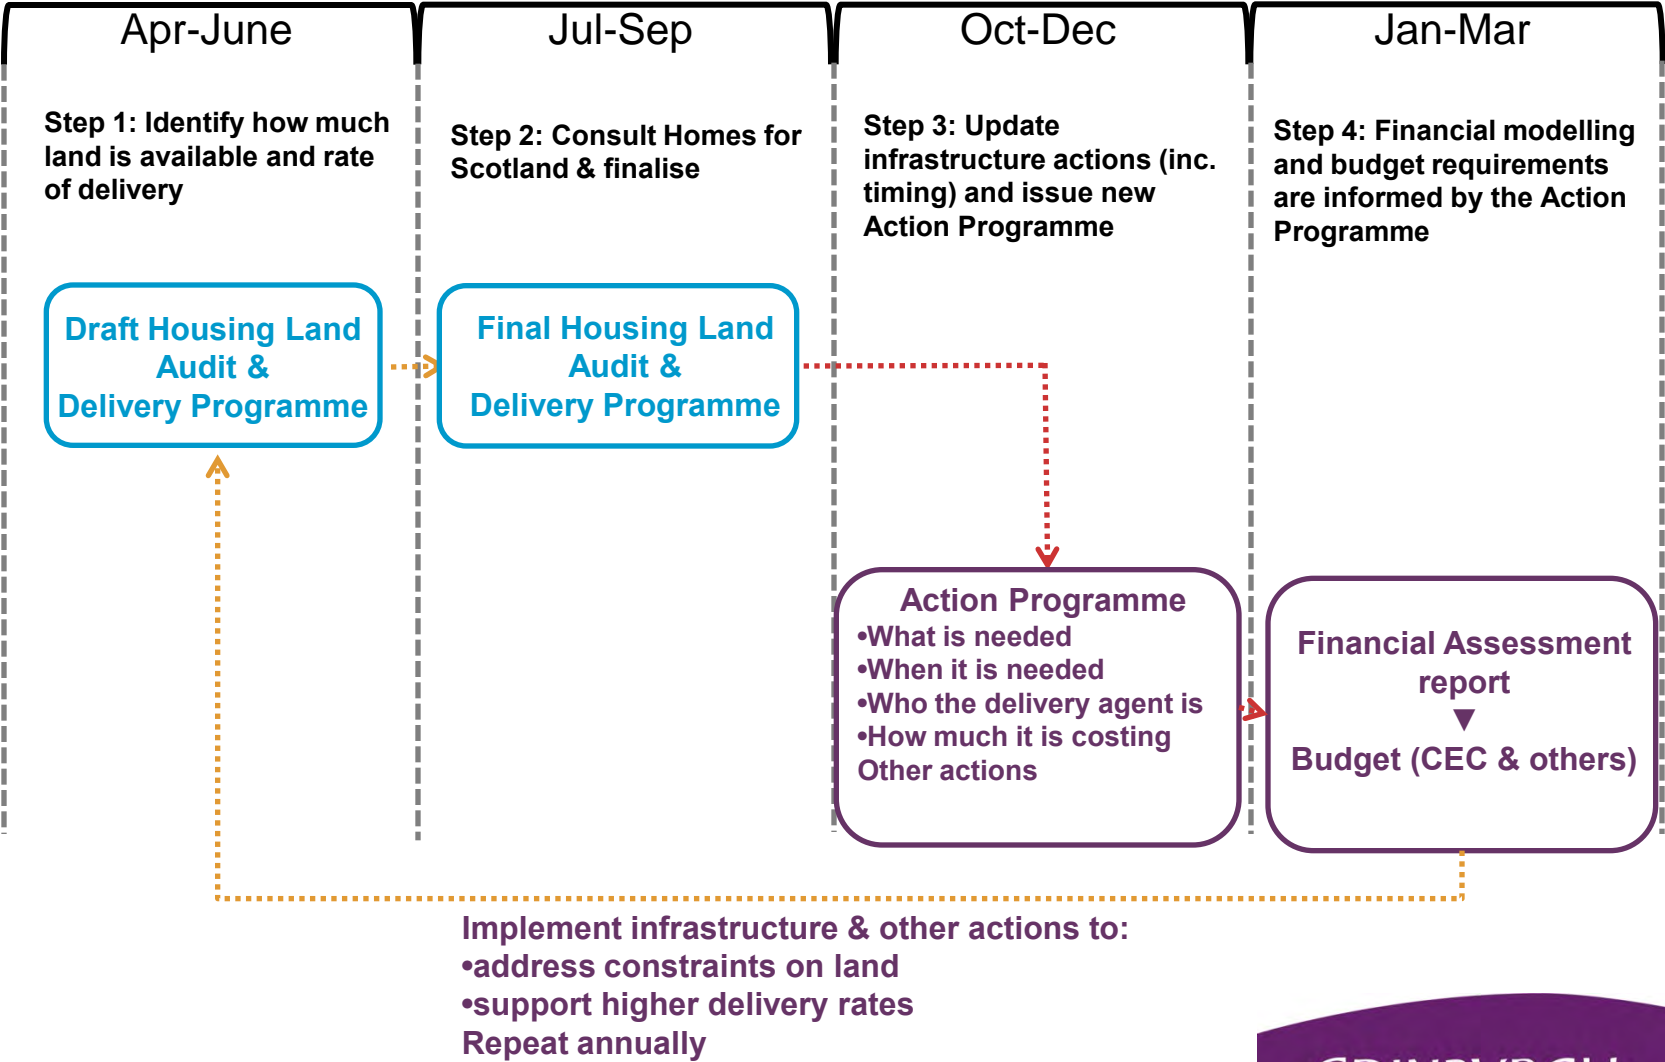 Apr-June
Jul-Sep
Oct-Dec
Jan-Mar
Step 1: Identify how much
land is available and rate
of delivery
Step 2: Consult Homes for
Scotland & finalise
Step 3: Update
infrastructure actions (inc.
timing) and issue new
Action Programme
Step 4: Financial modelling
and budget requirements
are informed by the Action
Programme
Draft Housing Land
Audit &
Delivery Programme
Final Housing Land
Audit &
Delivery Programme
Action Programme
•What is needed
•When it is needed
•Who the delivery agent is
•How much it is costing
Other actions
Financial Assessment
report
▼
Budget (CEC & others)
Implement infrastructure & other actions to:
•address constraints on land
•support higher delivery rates
Repeat annually